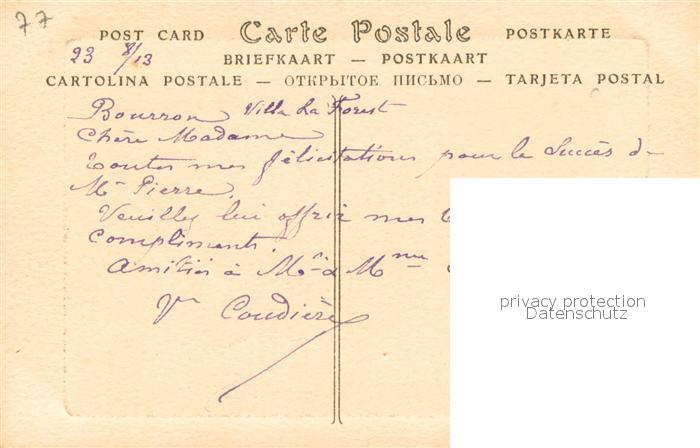 77
POST CARD Carte Postale POSTKARTE
23 8/13
BRIEFKAART — POSTKAART
CARTOLINA POSTALE — ОТКРЫТОЕ ПИСЬМО — TARJETA POSTAL
Bourron Villa La Forest
Chère Madame
Toutes mes félicitations pour le Succès de
Mr Pierre.
Veuillez lui offrir mes
Compliments.
Amitiés à Mr & Mme
Vve Coudière
privacy protection
Datenschutz